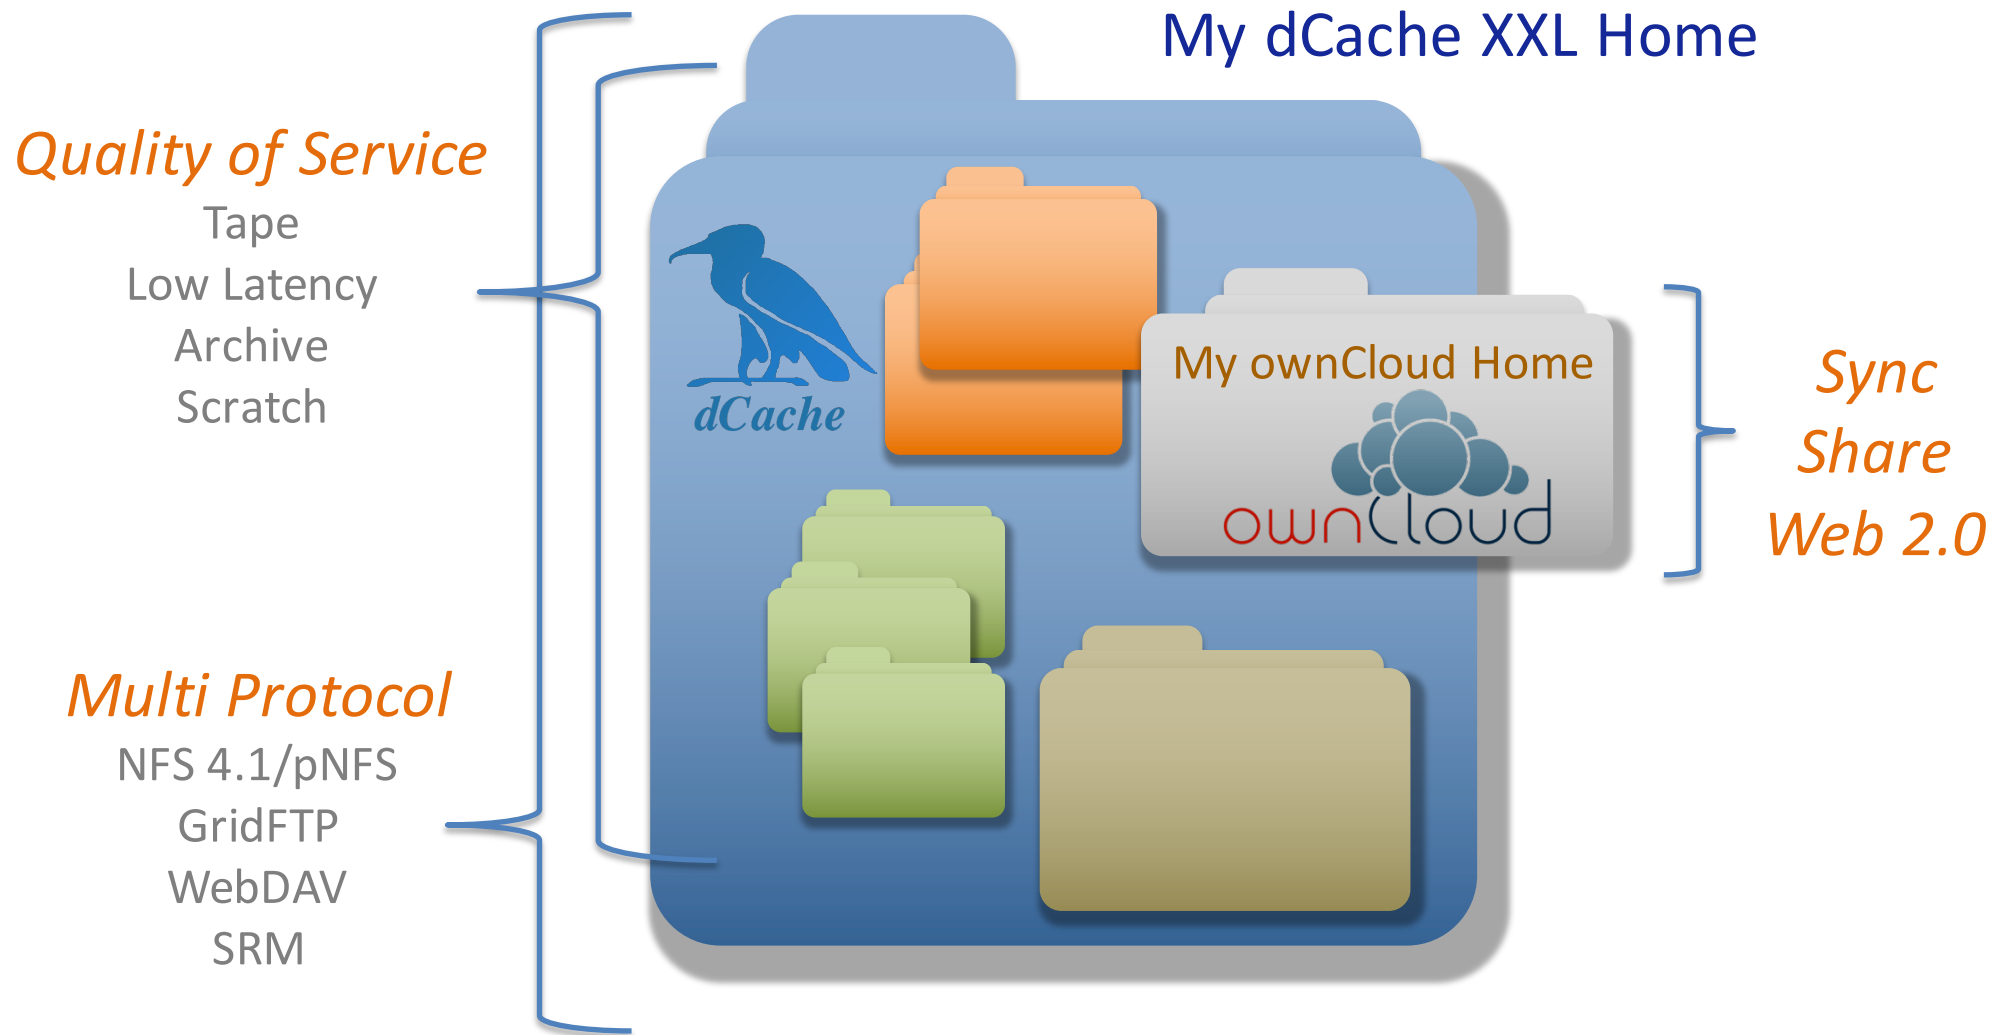 My dCache XXL Home
Quality of Service
Tape
Low Latency
Archive
Scratch
Multi Protocol
NFS 4.1/pNFS
GridFTP
WebDAV
SRM
dCache
My ownCloud Home
ownCloud
Sync
Share
Web 2.0